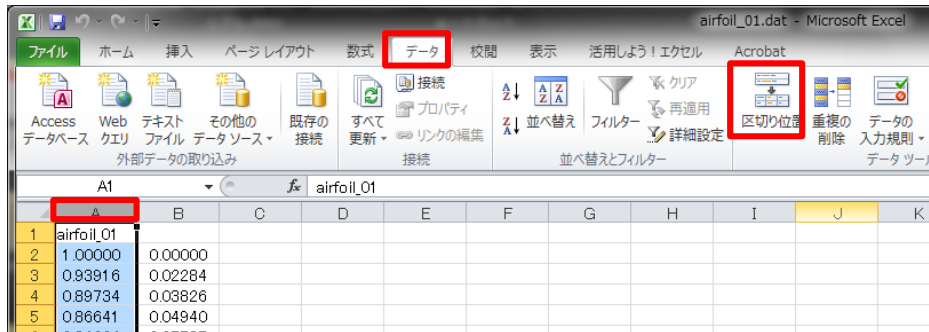 airfoil_01.dat - Microsoft Excel
ファイル ホーム 挿入 ページ レイアウト 数式 データ 校閲 表示 活用しよう！エクセル Acrobat
Access データベース
Web クエリ
テキスト ファイル
その他の データ ソース
既存の 接続
外部データの取り込み
すべて 更新
接続
プロパティ
リンクの編集
接続
並べ替え
フィルター
クリア
再適用
詳細設定
並べ替えとフィルター
区切り位置
重複の 削除
データの 入力規則
データ ツール
A1 fx airfoil_01
A B C D E F G H I J K
1 airfoil_01
2 1.00000 0.00000
3 0.93916 0.02284
4 0.89734 0.03826
5 0.86641 0.04940